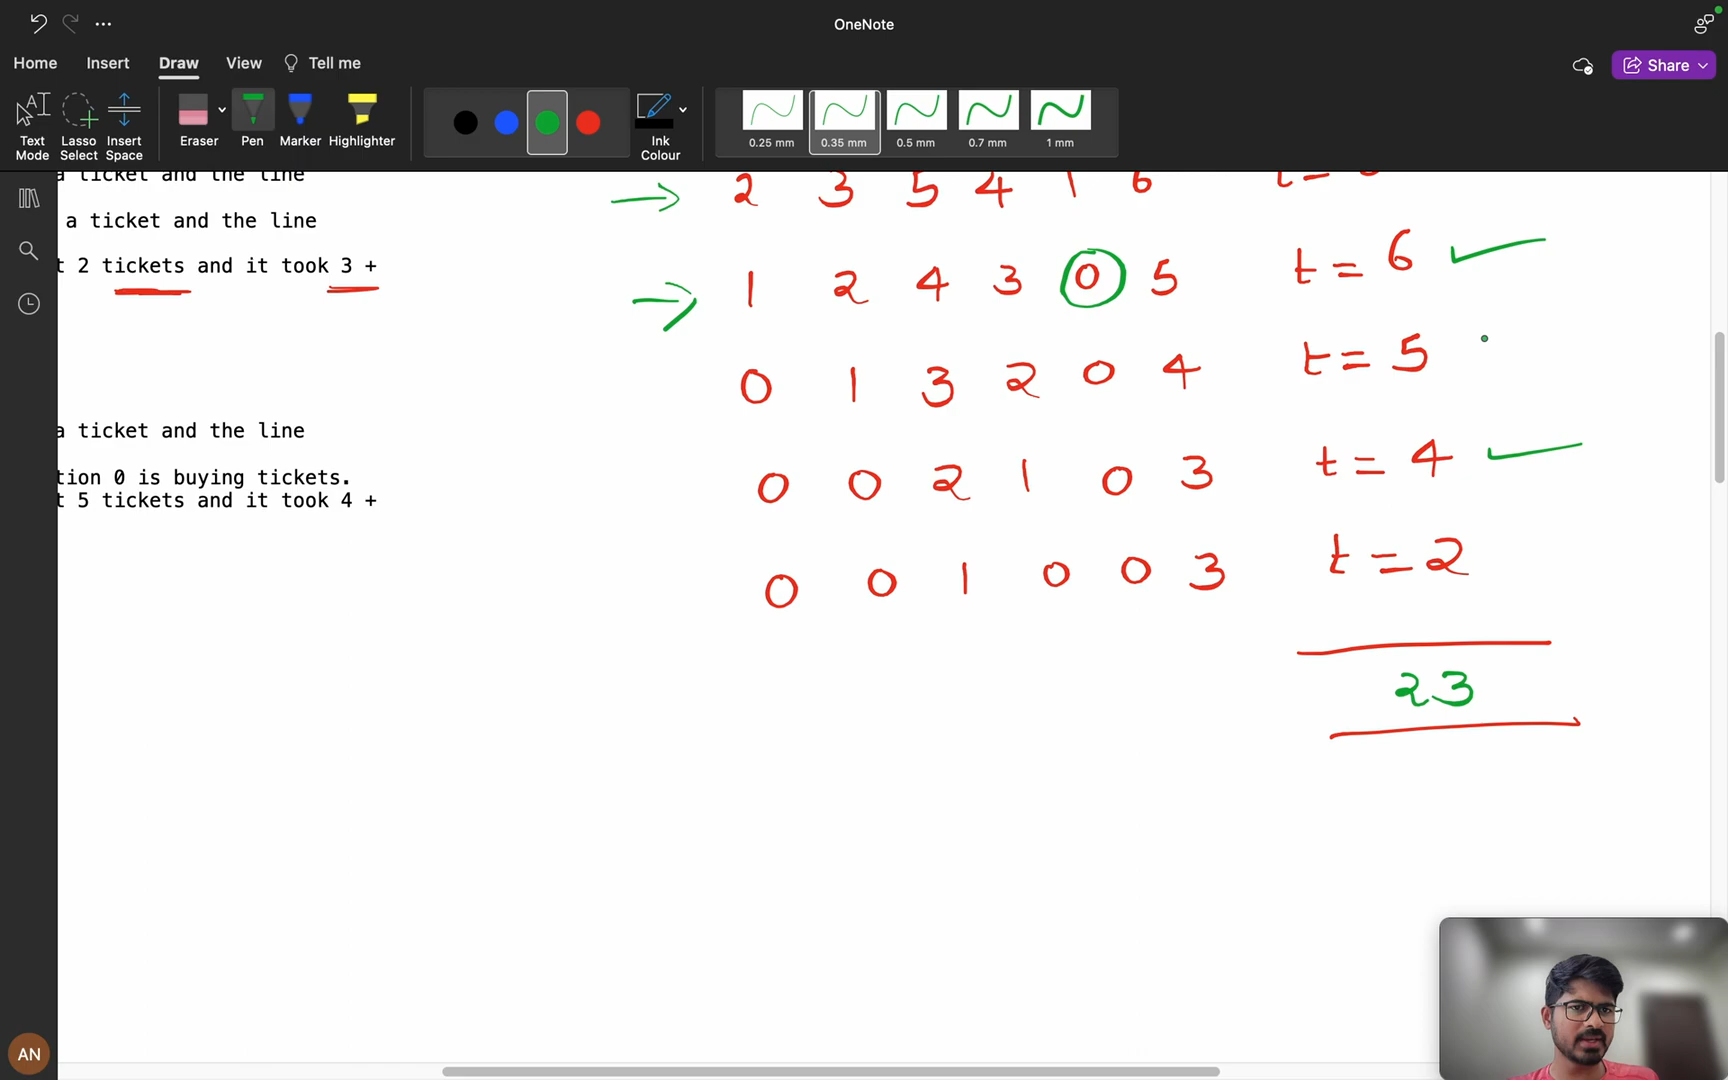 OneNote
Home Insert Draw View Tell me
Share
Text Mode
Lasso Select
Insert Space
Eraser
Pen
Marker
Highlighter
Ink Colour
0.25 mm
0.35 mm
0.5 mm
0.7 mm
1 mm
a ticket and the line
a ticket and the line
t 2 tickets and it took 3 +
a ticket and the line
tion 0 is buying tickets.
t 5 tickets and it took 4 +
2 3 5 4 1 6 t =
1 2 4 3 0 5 t = 6
0 1 3 2 0 4 t = 5
0 0 2 1 0 3 t = 4
0 0 1 0 0 3 t = 2
23
AN